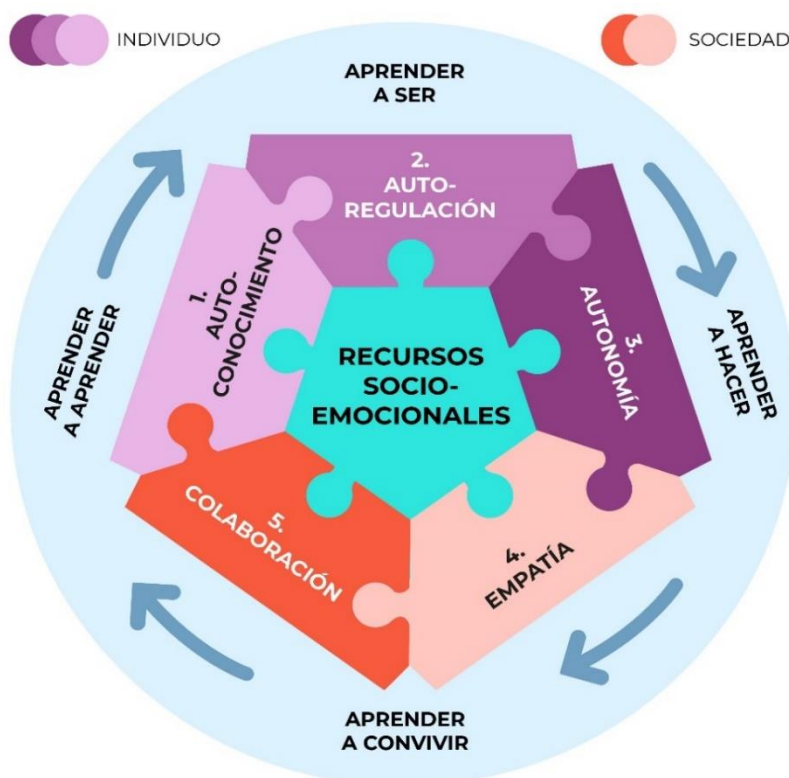 INDIVIDUO
SOCIEDAD
APRENDER
A SER
2.
AUTO-
REGULACIÓN
1.
AUTO-
CONOCIMIENTO
3.
AUTONOMÍA
APRENDER
A APRENDER
RECURSOS
SOCIO-
EMOCIONALES
APRENDER
A HACER
5.
COLABORACIÓN
4.
EMPATÍA
APRENDER
A CONVIVIR